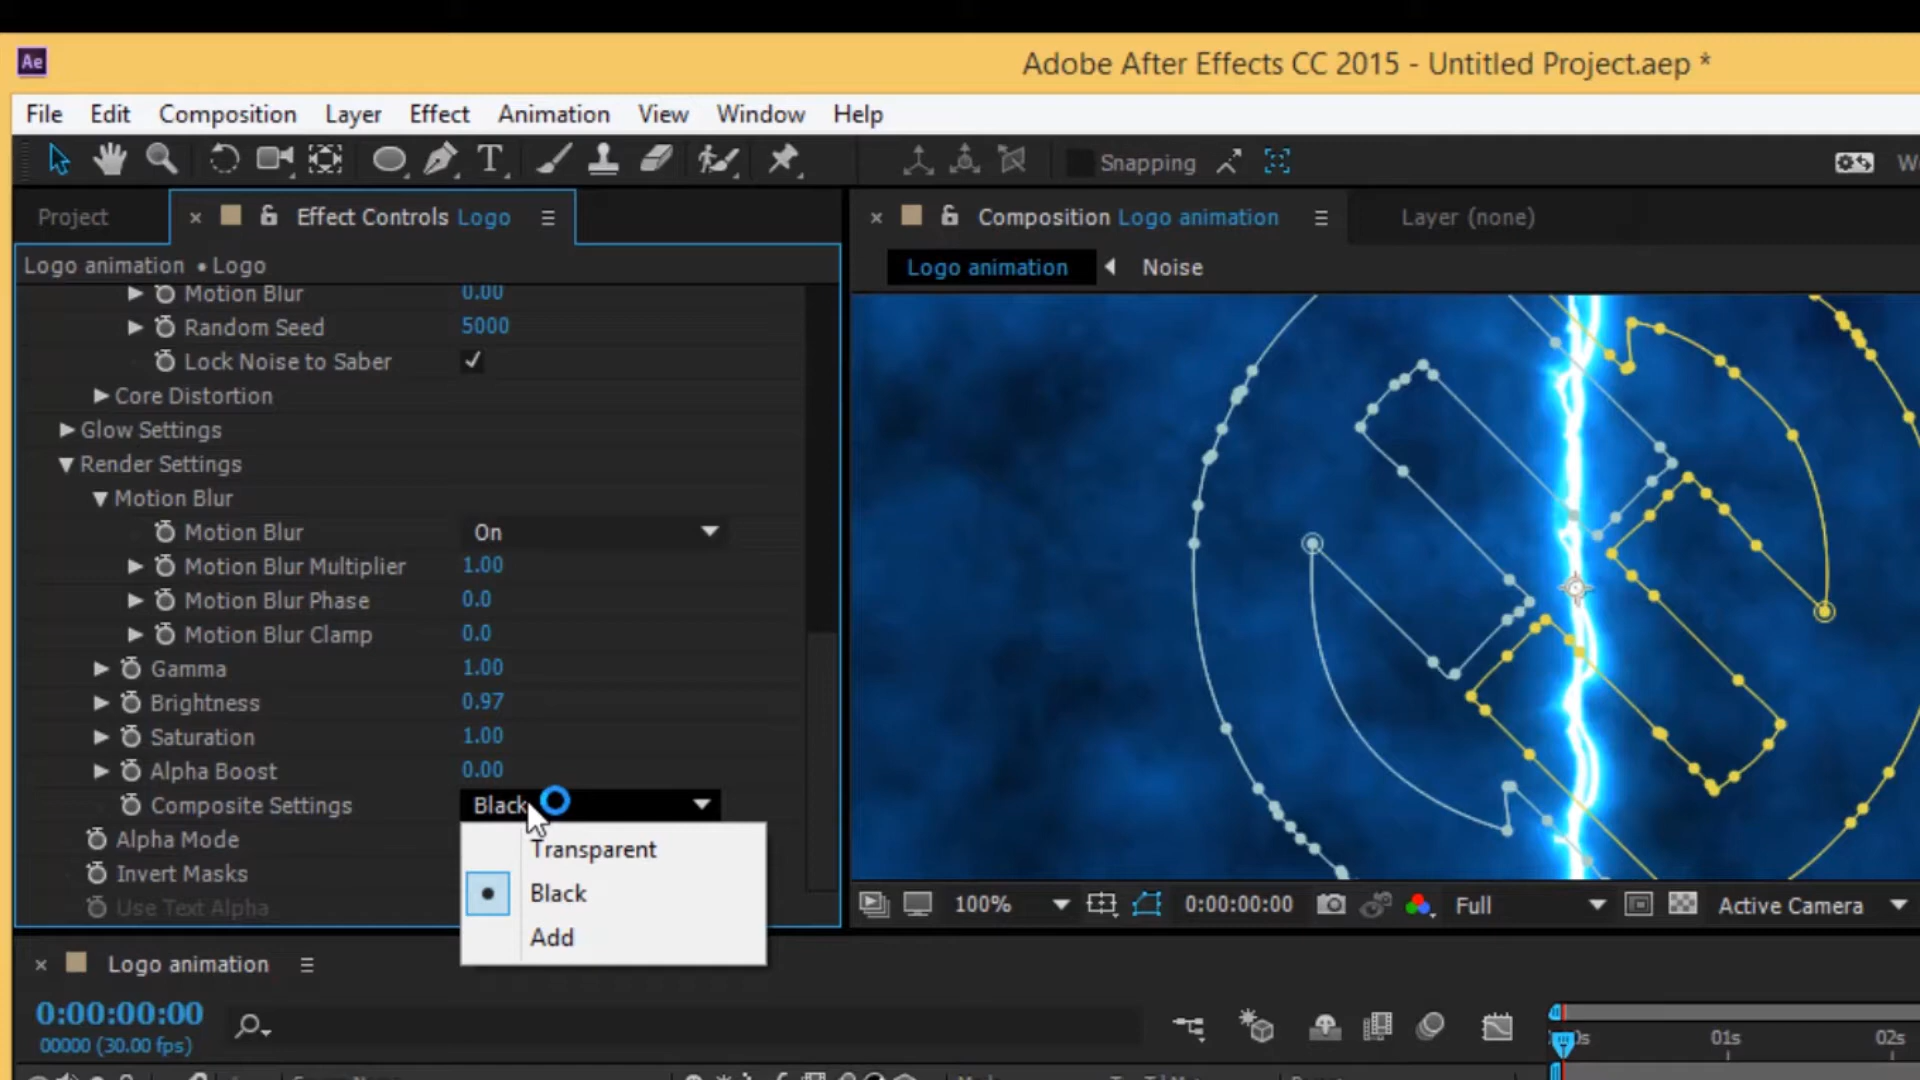 Ae
Adobe After Effects CC 2015 - Untitled Project.aep *
File Edit Composition Layer Effect Animation View Window Help
T Snapping
Project
Effect Controls Logo
Composition Logo animation
Layer (none)
Logo animation • Logo
Logo animation
Noise
Motion Blur 0.00
Random Seed 5000
Lock Noise to Saber
Core Distortion
Glow Settings
Render Settings
Motion Blur
Motion Blur On
Motion Blur Multiplier 1.00
Motion Blur Phase 0.0
Motion Blur Clamp 0.0
Gamma 1.00
Brightness 0.97
Saturation 1.00
Alpha Boost 0.00
Composite Settings Black
Alpha Mode
Invert Masks
Use Text Alpha
Transparent
Black
Add
100% 0:00:00:00 Full Active Camera
Logo animation
0:00:00:00
00000 (30.00 fps)
01s 02s